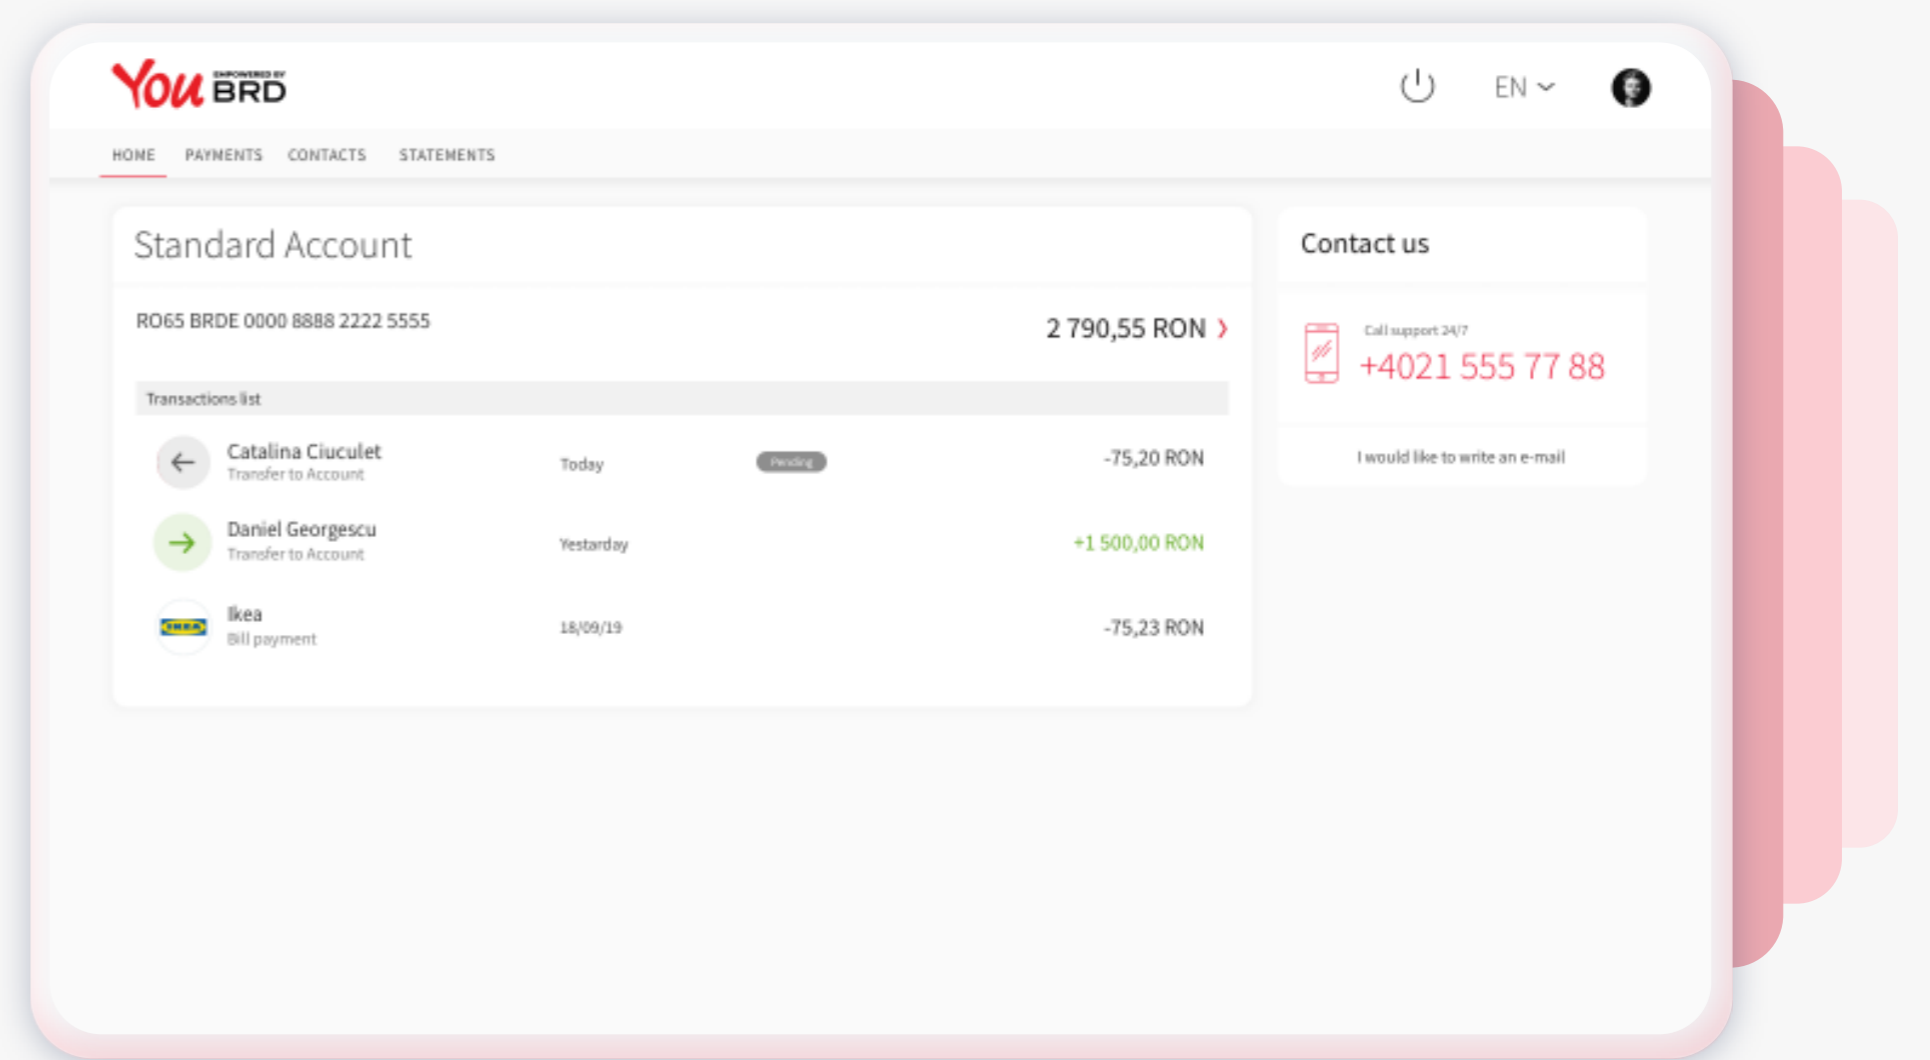 You EMPOWERED BY BRD
EN
HOME PAYMENTS CONTACTS STATEMENTS
Standard Account
RO65 BRDE 0000 8888 2222 5555
2 790,55 RON
Transactions list
Catalina Ciuculet
Transfer to Account
Today
Pending
-75,20 RON
Daniel Georgescu
Transfer to Account
Yestarday
+1 500,00 RON
IKEA
Ikea
Bill payment
18/09/19
-75,23 RON
Contact us
Call support 24/7
+4021 555 77 88
I would like to write an e-mail